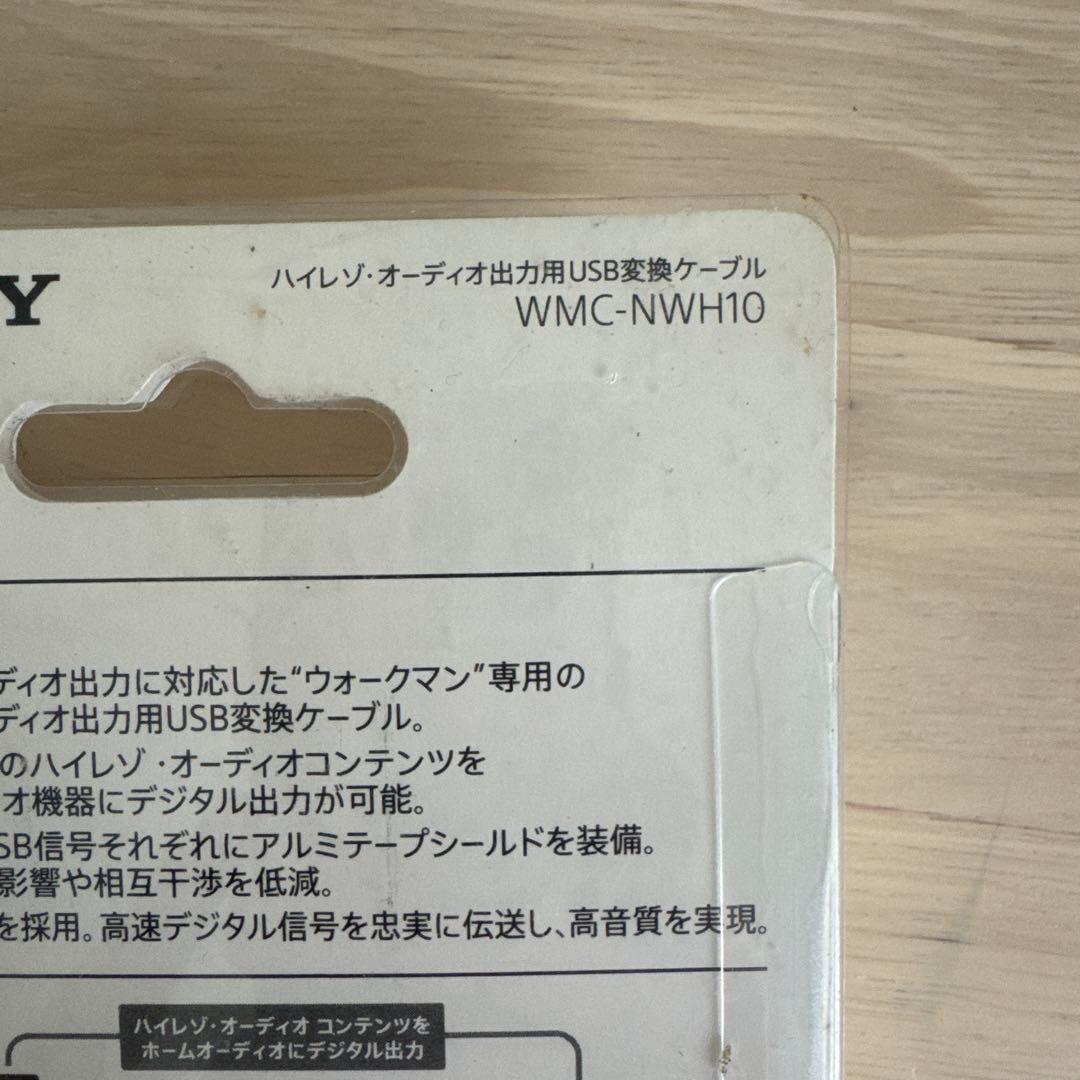 Y
ハイレゾ・オーディオ出力用USB変換ケーブル
WMC-NWH10
ディオ出力に対応した“ウォークマン”専用の
ディオ出力用USB変換ケーブル。
のハイレゾ・オーディオコンテンツを
オ機器にデジタル出力が可能。
SB信号それぞれにアルミテープシールドを装備。
影響や相互干渉を低減。
を採用。高速デジタル信号を忠実に伝送し、高音質を実現。
ハイレゾ・オーディオ コンテンツを
ホームオーディオにデジタル出力